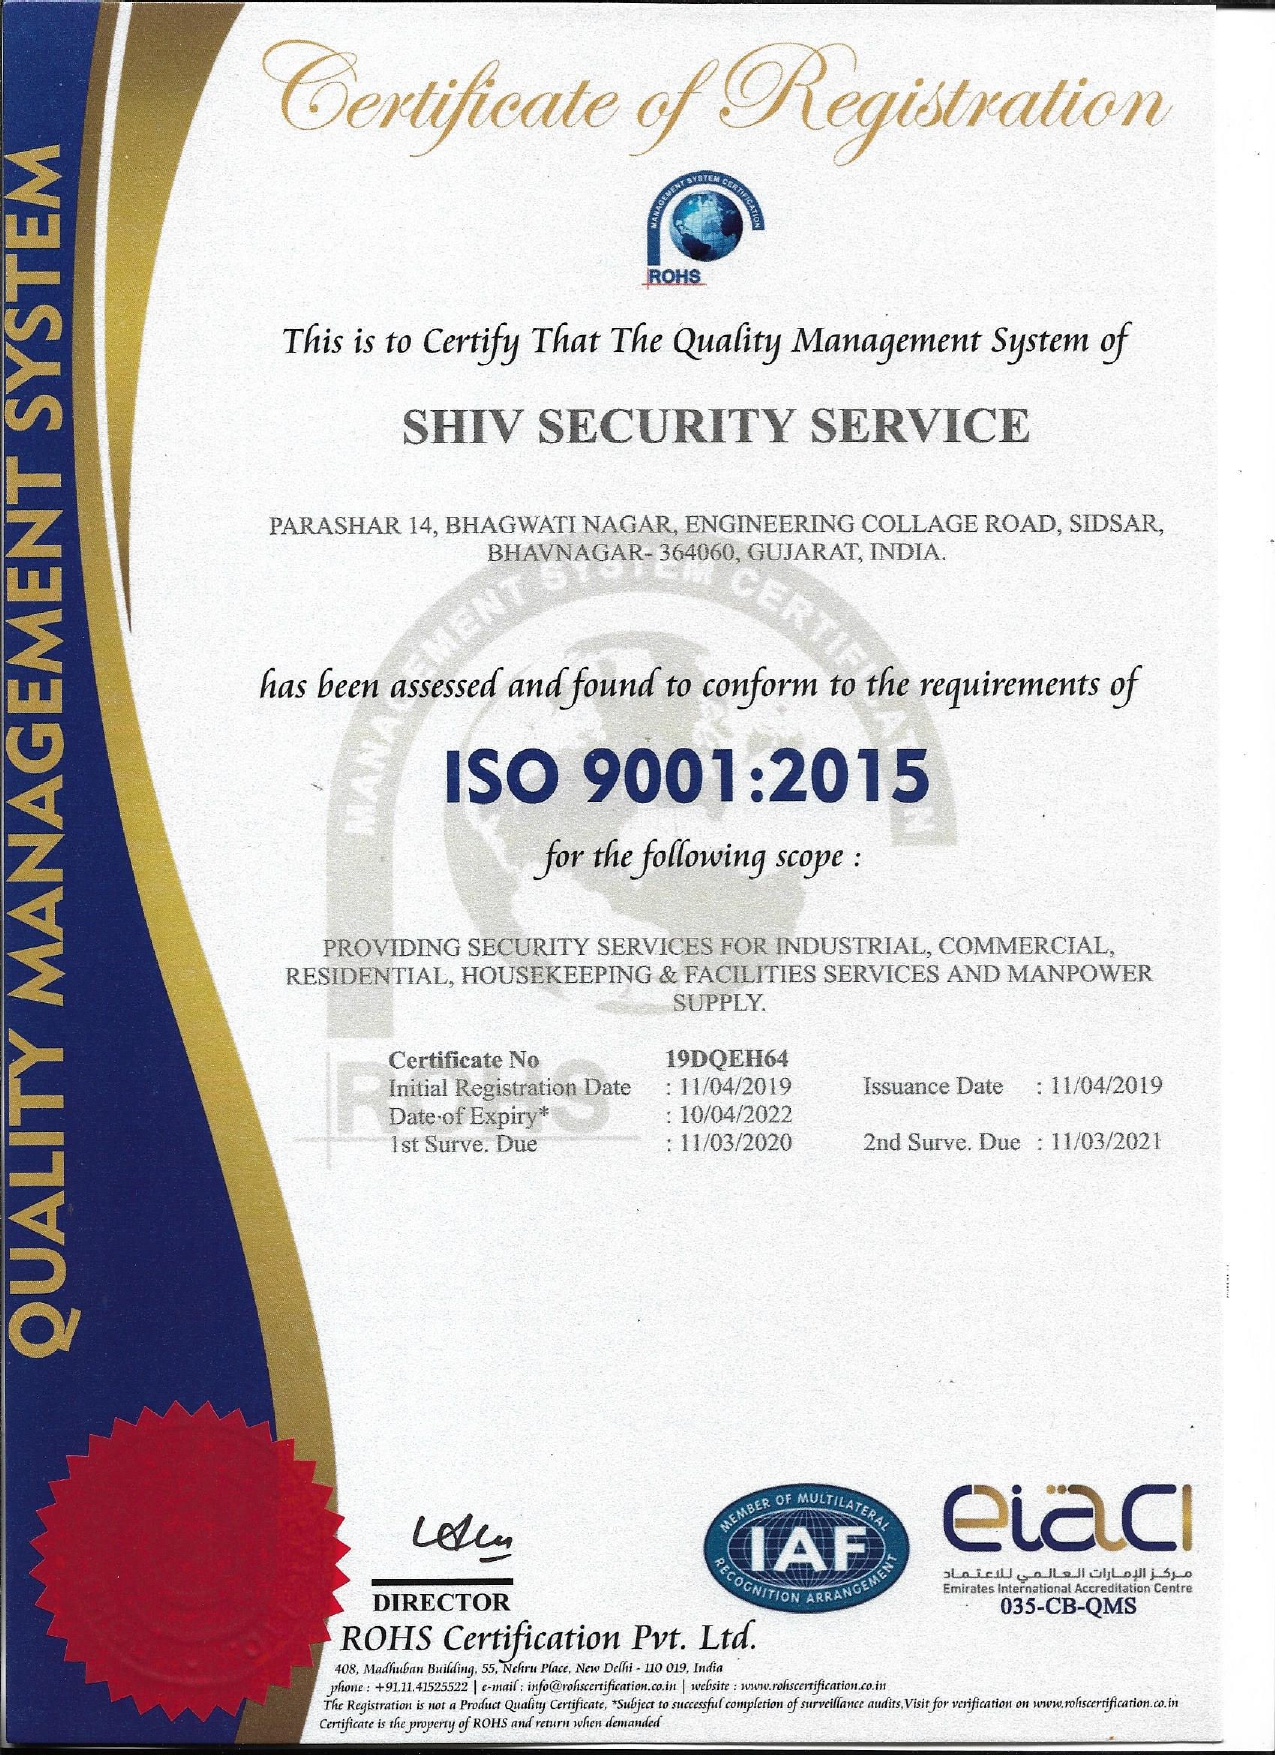 Certificate of Registration
MANAGEMENT SYSTEM CERTIFICATION
ROHS
This is to Certify That The Quality Management System of
SHIV SECURITY SERVICE
PARASHAR 14, BHAGWATI NAGAR, ENGINEERING COLLAGE ROAD, SIDSAR,
BHAVNAGAR- 364060, GUJARAT, INDIA.
MANAGEMENT SYSTEM CERTIFICATION
has been assessed and found to conform to the requirements of
ISO 9001:2015
for the following scope :
PROVIDING SECURITY SERVICES FOR INDUSTRIAL, COMMERCIAL,
RESIDENTIAL, HOUSEKEEPING & FACILITIES SERVICES AND MANPOWER
SUPPLY.
ROHS
Certificate No 19DQEH64
Initial Registration Date : 11/04/2019 Issuance Date : 11/04/2019
Date of Expiry* : 10/04/2022
1st Surve. Due : 11/03/2020 2nd Surve. Due : 11/03/2021
QUALITY MANAGEMENT SYSTEM
DIRECTOR
MEMBER OF MULTILATERAL
IAF
RECOGNITION ARRANGEMENT
eiaci
مركز الإمارات العالمي للاعتماد
Emirates International Accreditation Centre
035-CB-QMS
ROHS Certification Pvt. Ltd.
408, Madhuban Building, 55, Nehru Place, New Delhi - 110 019, India
phone : +91.11.41525522 | e-mail : info@rohscertification.co.in | website : www.rohscertification.co.in
The Registration is not a Product Quality Certificate, *Subject to successful completion of surveillance audits,Visit for verification on www.rohscertification.co.in
Certificate is the property of ROHS and return when demanded